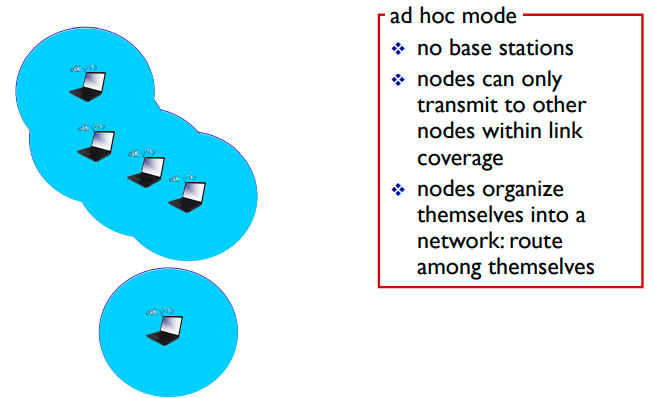 ad hoc mode
❖ no base stations
❖ nodes can only
transmit to other
nodes within link
coverage
❖ nodes organize
themselves into a
network: route
among themselves